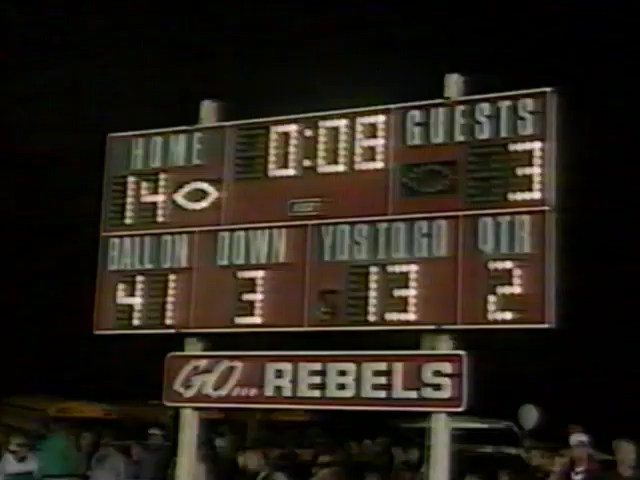 HOME 0:08 GUESTS
14 3
BALL ON DOWN YDS TO GO QTR
41 3 13 2
GO... REBELS